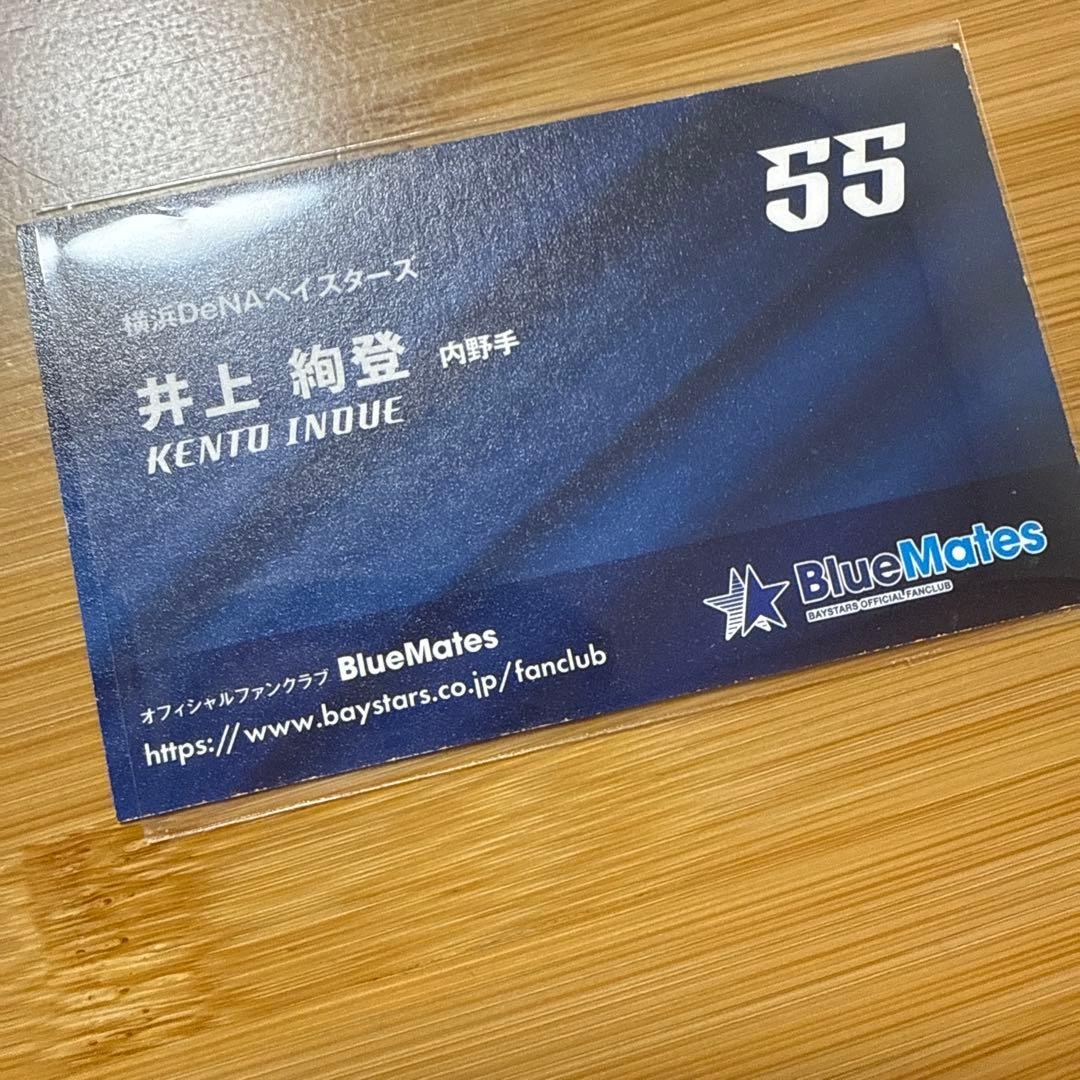 55
横浜DeNAベイスターズ
井上 絢登 内野手
KENTO INOUE
BlueMates
BAYSTARS OFFICIAL FANCLUB
オフィシャルファンクラブ BlueMates
https://www.baystars.co.jp/fanclub